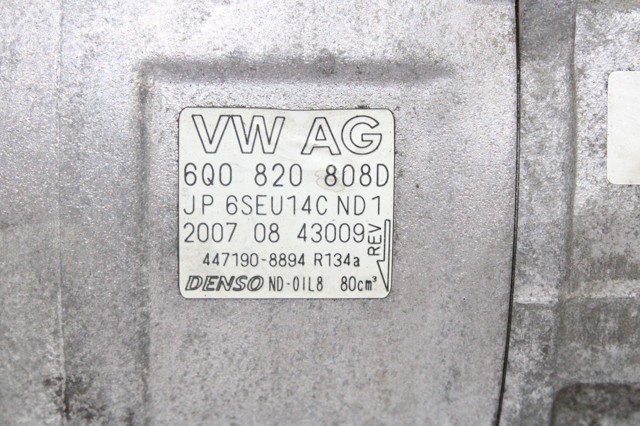 VW AG
6Q0 820 808D
JP 6SEU14C ND1
2007 08 43009
REV
447190-8894 R134a
DENSO ND-OIL8 80cm³